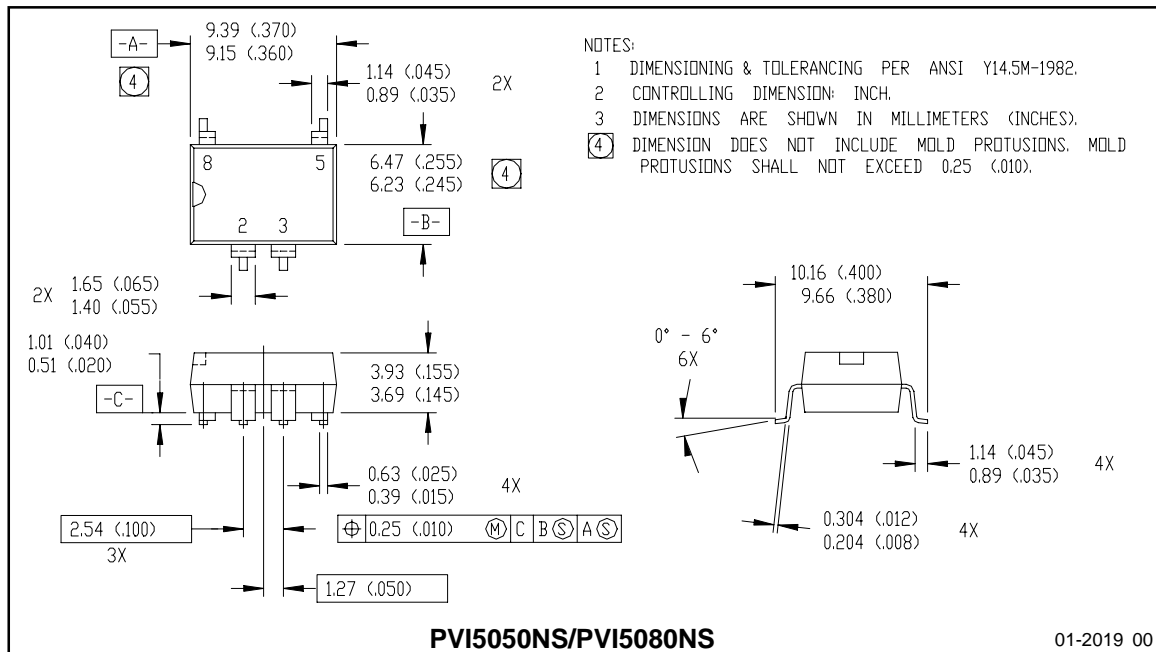 -A-
9.39 (.370)
9.15 (.360)
4
1.14 (.045)
0.89 (.035)
2X
8
5
6.47 (.255)
6.23 (.245)
4
2
3
-B-
2X
1.65 (.065)
1.40 (.055)
NOTES:
1 DIMENSIONING & TOLERANCING PER ANSI Y14.5M-1982.
2 CONTROLLING DIMENSION: INCH.
3 DIMENSIONS ARE SHOWN IN MILLIMETERS (INCHES).
4 DIMENSION DOES NOT INCLUDE MOLD PROTUSIONS. MOLD
PROTUSIONS SHALL NOT EXCEED 0.25 (.010).
1.01 (.040)
0.51 (.020)
-C-
3.93 (.155)
3.69 (.145)
0.63 (.025)
0.39 (.015)
4X
2.54 (.100)
3X
⌖ 0.25 (.010) Ⓜ C B Ⓢ A Ⓢ
1.27 (.050)
10.16 (.400)
9.66 (.380)
0° - 6°
6X
1.14 (.045)
0.89 (.035)
4X
0.304 (.012)
0.204 (.008)
4X
PVI5050NS/PVI5080NS
01-2019 00